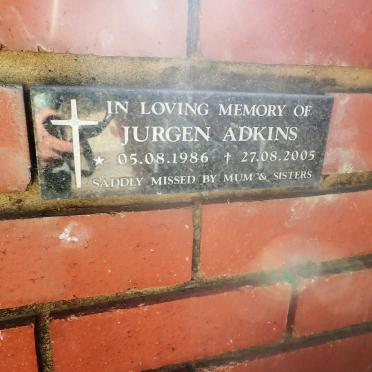 IN LOVING MEMORY OF
JURGEN ADKINS
★ 05.08.1986 † 27.08.2005
SADDLY MISSED BY MUM & SISTERS